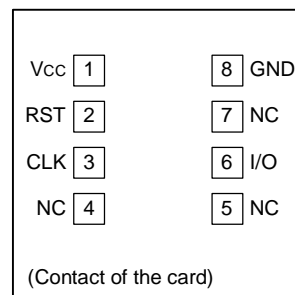 Vcc 1 8 GND
RST 2 7 NC
CLK 3 6 I/O
NC 4 5 NC
(Contact of the card)